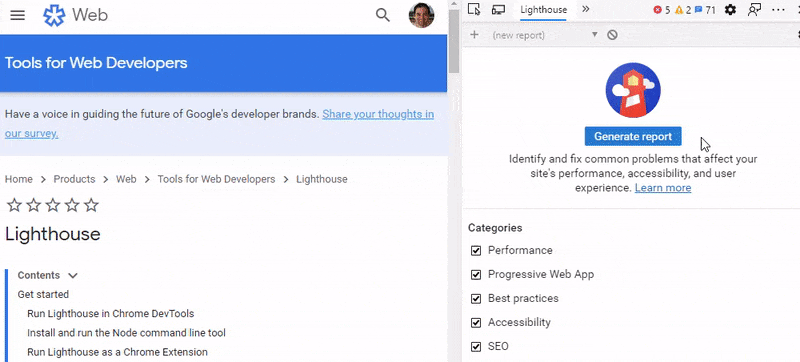 Web
Tools for Web Developers
Have a voice in guiding the future of Google's developer brands. Share your thoughts in
our survey.
Home > Products > Web > Tools for Web Developers > Lighthouse
Lighthouse
Contents
Get started
Run Lighthouse in Chrome DevTools
Install and run the Node command line tool
Run Lighthouse as a Chrome Extension
Lighthouse » 5 2 71
+ (new report)
Generate report
Identify and fix common problems that affect your
site's performance, accessibility, and user
experience. Learn more
Categories
Performance
Progressive Web App
Best practices
Accessibility
SEO